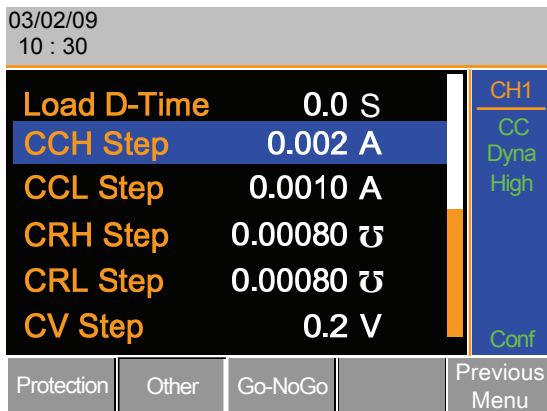 03/02/09
10 : 30
Load D-Time 0.0 S
CCH Step 0.002 A
CCL Step 0.0010 A
CRH Step 0.00080 ℧
CRL Step 0.00080 ℧
CV Step 0.2 V
CH1
CC
Dyna
High
Conf
Protection Other Go-NoGo Previous
Menu